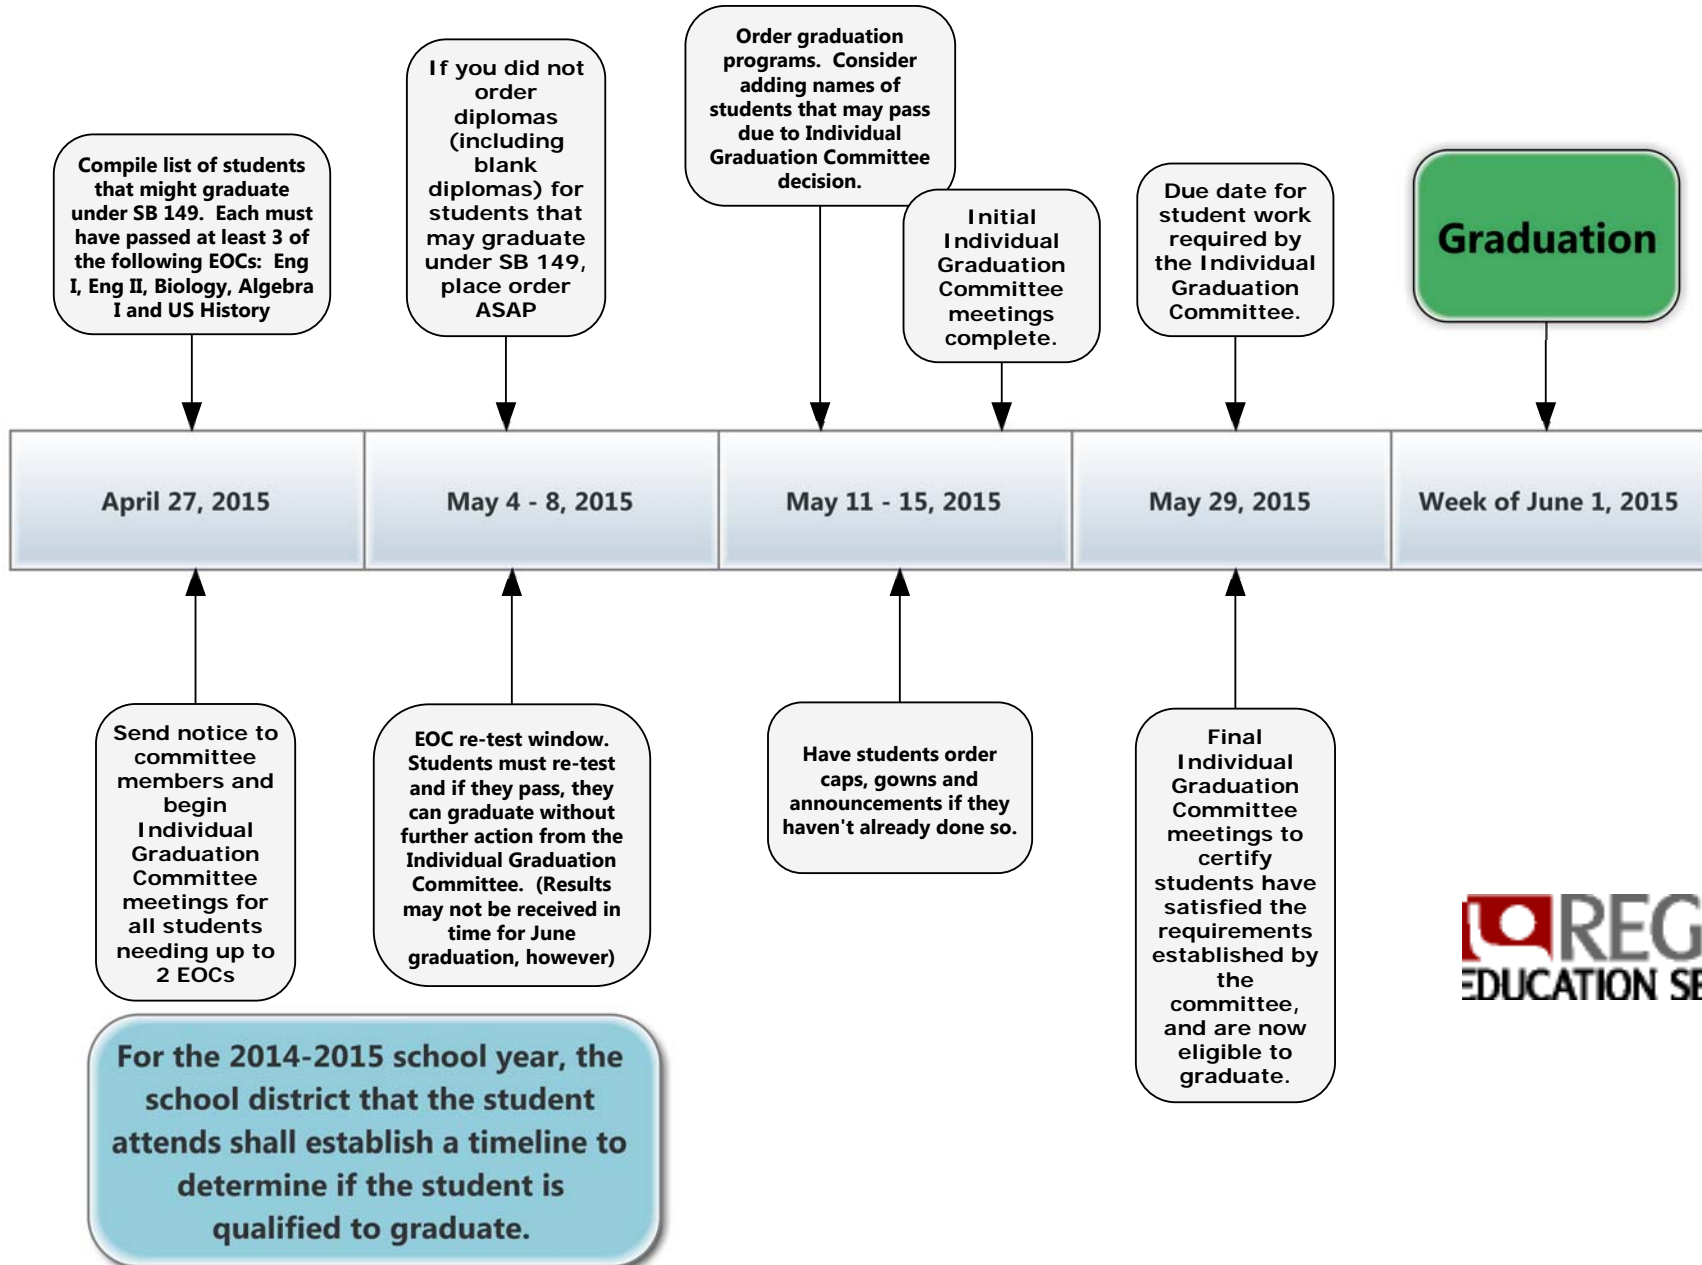 Compile list of students
that might graduate
under SB 149.  Each must
have passed at least 3 of
the following EOCs:  Eng
I, Eng II, Biology, Algebra
I and US History
If you did not
order
diplomas
(including
blank
diplomas) for
students that
may graduate
under SB 149,
place order
ASAP
Order graduation
programs.  Consider
adding names of
students that may pass
due to Individual
Graduation Committee
decision.
Initial
Individual
Graduation
Committee
meetings
complete.
Due date for
student work
required by
the Individual
Graduation
Committee.
Graduation
April 27, 2015
May 4 - 8, 2015
May 11 - 15, 2015
May 29, 2015
Week of June 1, 2015
Send notice to
committee
members and
begin
Individual
Graduation
Committee
meetings for
all students
needing up to
2 EOCs
EOC re-test window.
Students must re-test
and if they pass, they
can graduate without
further action from the
Individual Graduation
Committee.  (Results
may not be received in
time for June
graduation, however)
Have students order
caps, gowns and
announcements if they
haven't already done so.
Final
Individual
Graduation
Committee
meetings to
certify
students have
satisfied the
requirements
established by
the
committee,
and are now
eligible to
graduate.
REG
EDUCATION SE
For the 2014-2015 school year, the
school district that the student
attends shall establish a timeline to
determine if the student is
qualified to graduate.